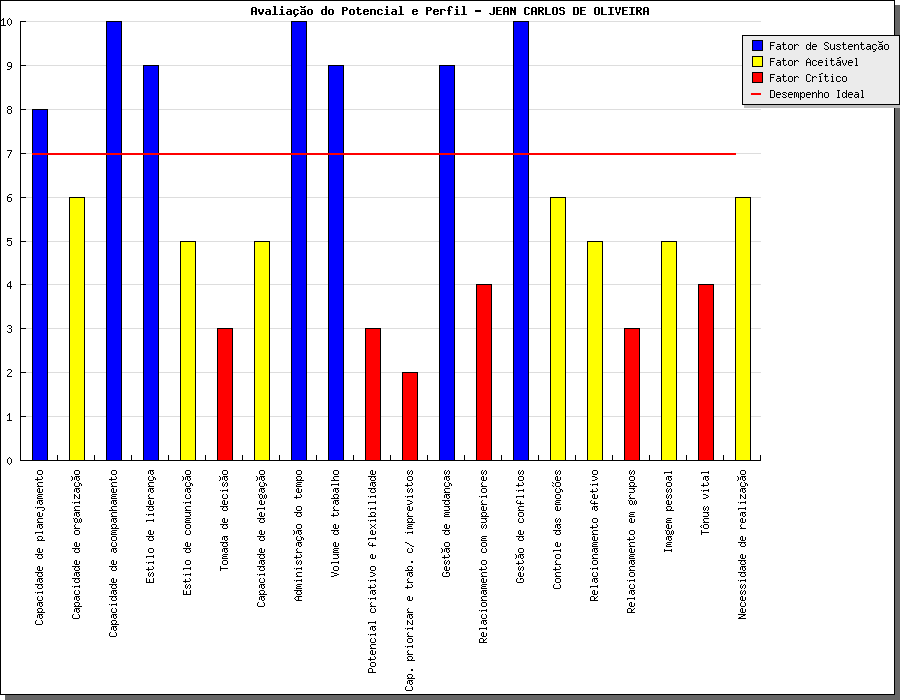 Avaliação do Potencial e Perfil - JEAN CARLOS DE OLIVEIRA
Fator de Sustentação
Fator Aceitável
Fator Crítico
Desempenho Ideal
10
9
8
7
6
5
4
3
2
1
0
Capacidade de planejamento
Capacidade de organização
Capacidade de acompanhamento
Estilo de liderança
Estilo de comunicação
Tomada de decisão
Capacidade de delegação
Administração do tempo
Volume de trabalho
Potencial criativo e flexibilidade
Cap. priorizar e trab. c/ imprevistos
Gestão de mudanças
Relacionamento com superiores
Gestão de conflitos
Controle das emoções
Relacionamento afetivo
Relacionamento em grupos
Imagem pessoal
Tônus vital
Necessidade de realização